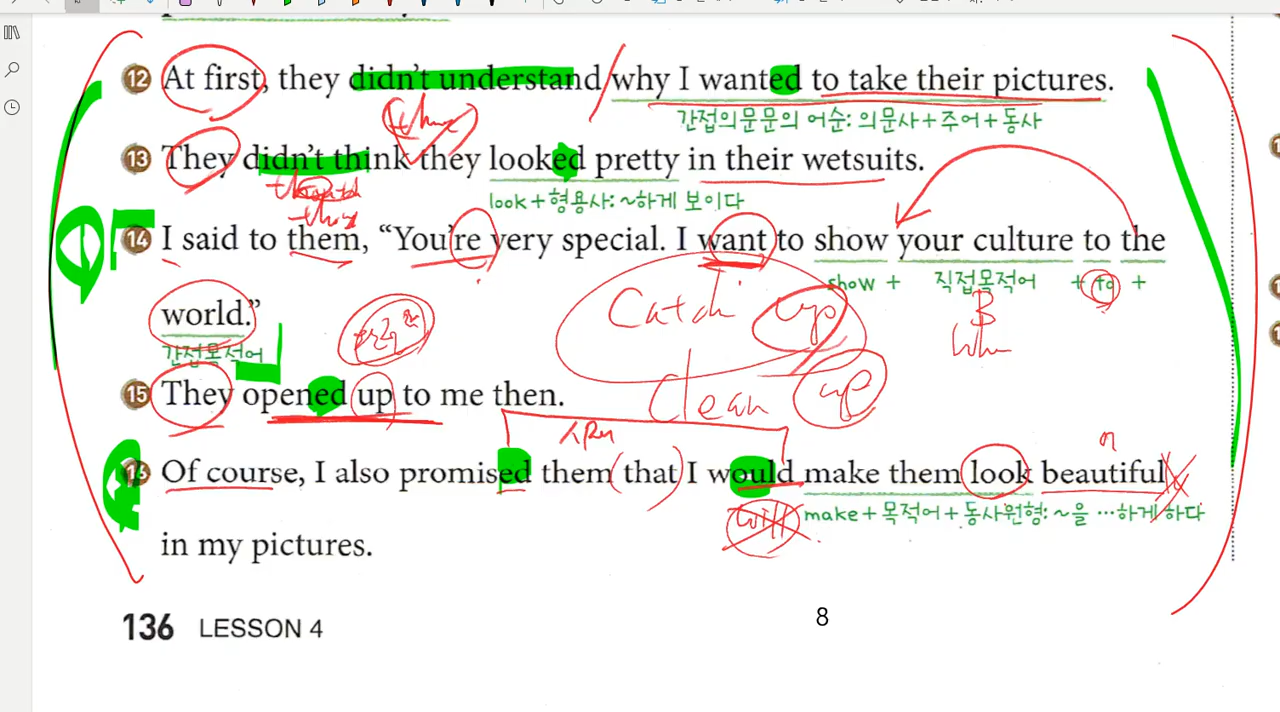 ⑫ At first, they didn't understand why I wanted to take their pictures.
간접의문문의 어순: 의문사+주어+동사
⑬ They didn't think they looked pretty in their wetsuits.
look+형용사: ~하게 보이다
⑭ I said to them, "You're very special. I want to show your culture to the
show + 직접목적어 + to +
world."
간접목적어
Catch up
⑮ They opened up to me then.
Clean up
⑯ Of course, I also promised them (that) I would make them look beautiful
will make+목적어+동사원형: ~을 …하게 하다
in my pictures.
136 LESSON 4
8